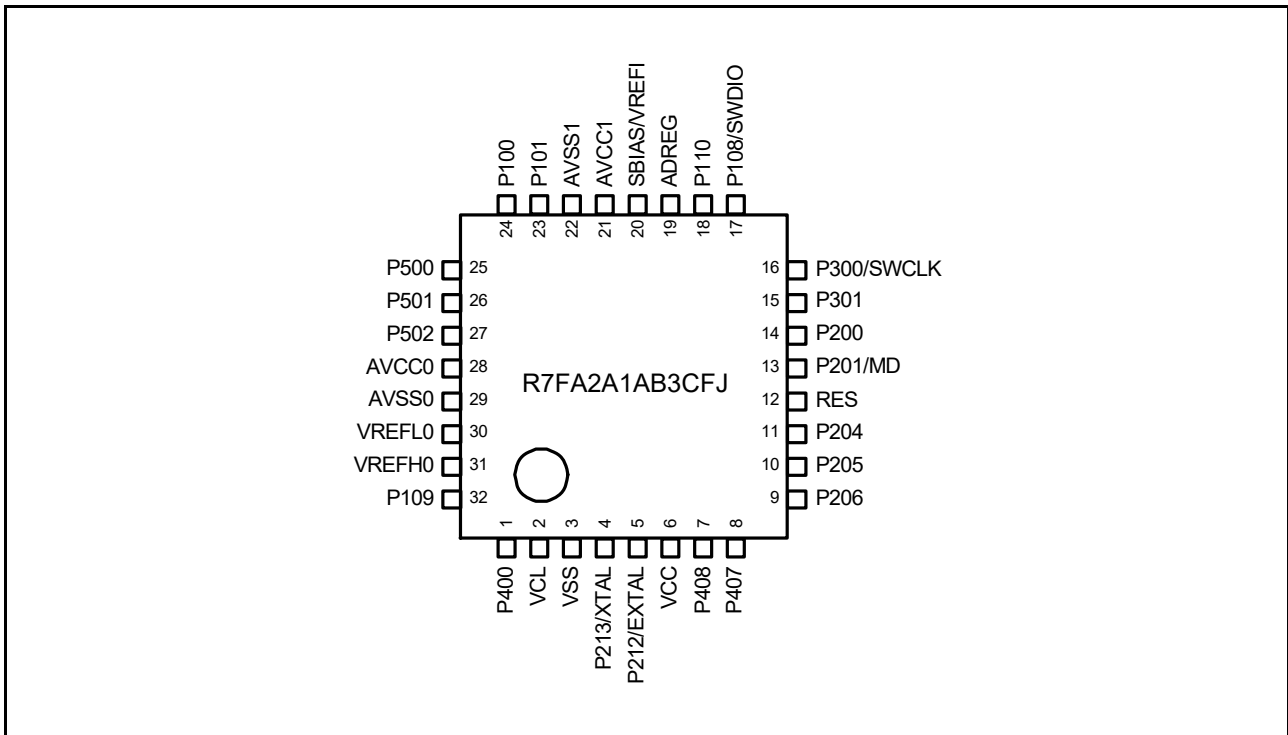 P100
P101
AVSS1
AVCC1
SBIAS/VREFI
ADREG
P110
P108/SWDIO
24
23
22
21
20
19
18
17
P500 25
P501 26
P502 27
AVCC0 28
AVSS0 29
VREFL0 30
VREFH0 31
P109 32
R7FA2A1AB3CFJ
16 P300/SWCLK
15 P301
14 P200
13 P201/MD
12 RES
11 P204
10 P205
9 P206
1
2
3
4
5
6
7
8
P400
VCL
VSS
P213/XTAL
P212/EXTAL
VCC
P408
P407